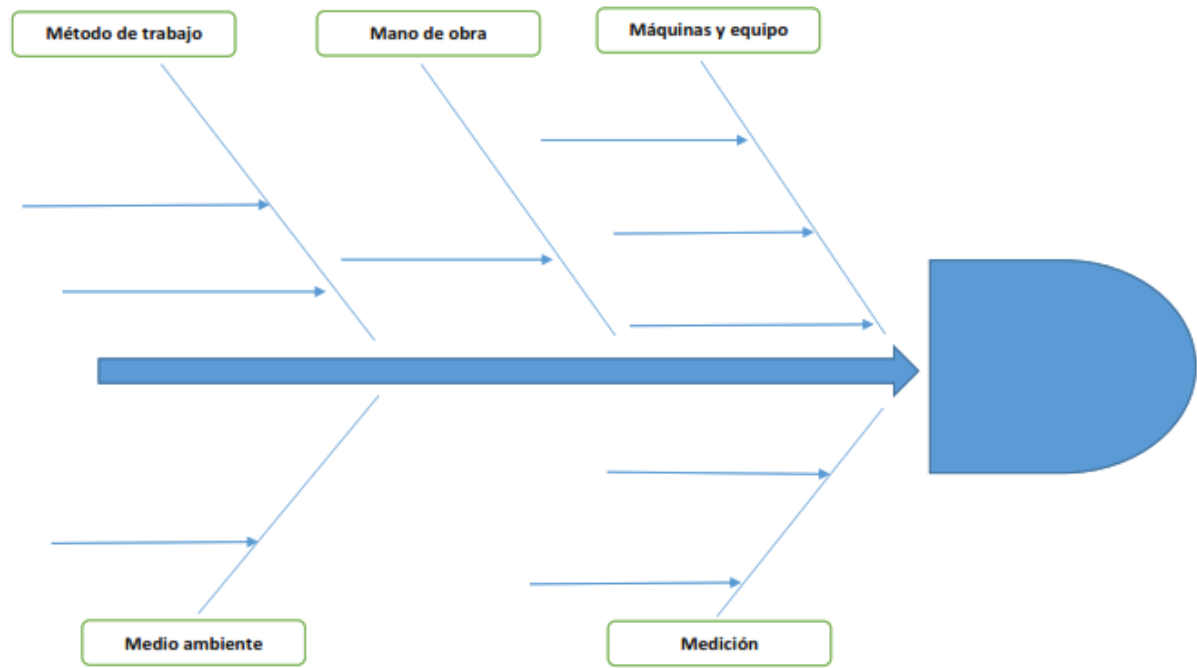 Método de trabajo
Mano de obra
Máquinas y equipo
Medio ambiente
Medición